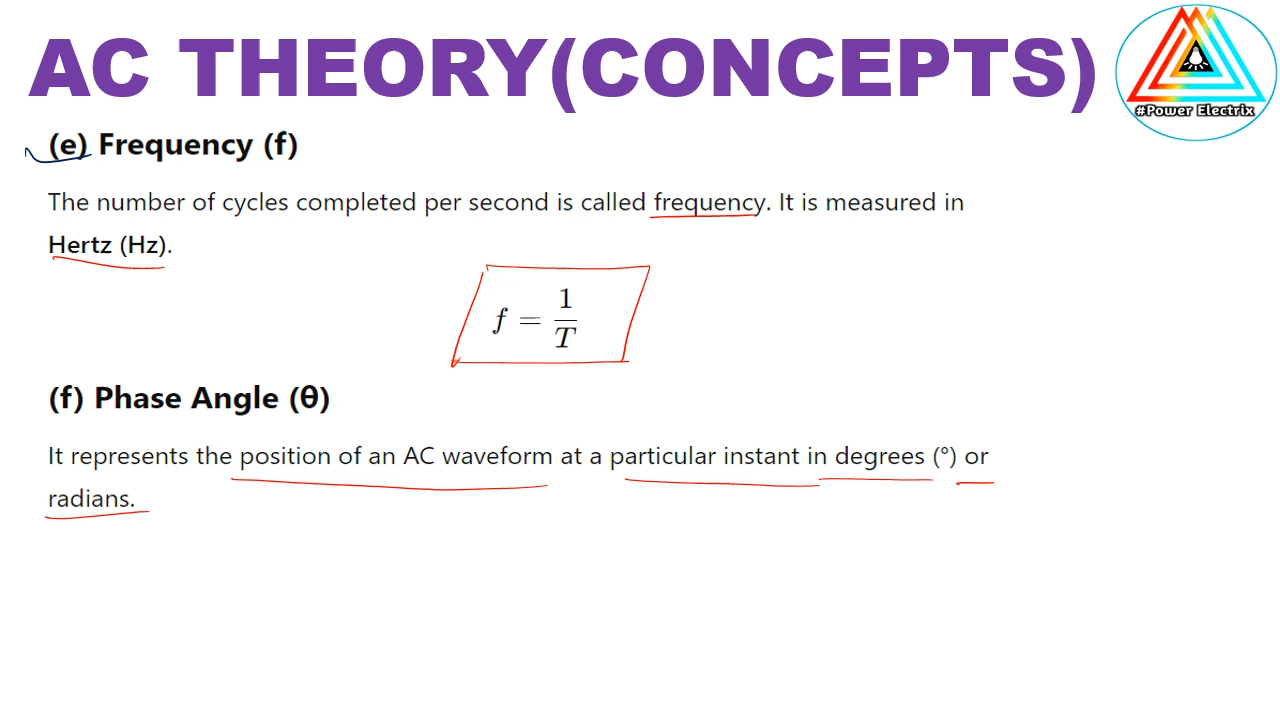 AC THEORY(CONCEPTS)
#Power Electrix
(e) Frequency (f)
The number of cycles completed per second is called frequency. It is measured in
Hertz (Hz).
f = 1/T
(f) Phase Angle (θ)
It represents the position of an AC waveform at a particular instant in degrees (°) or
radians.